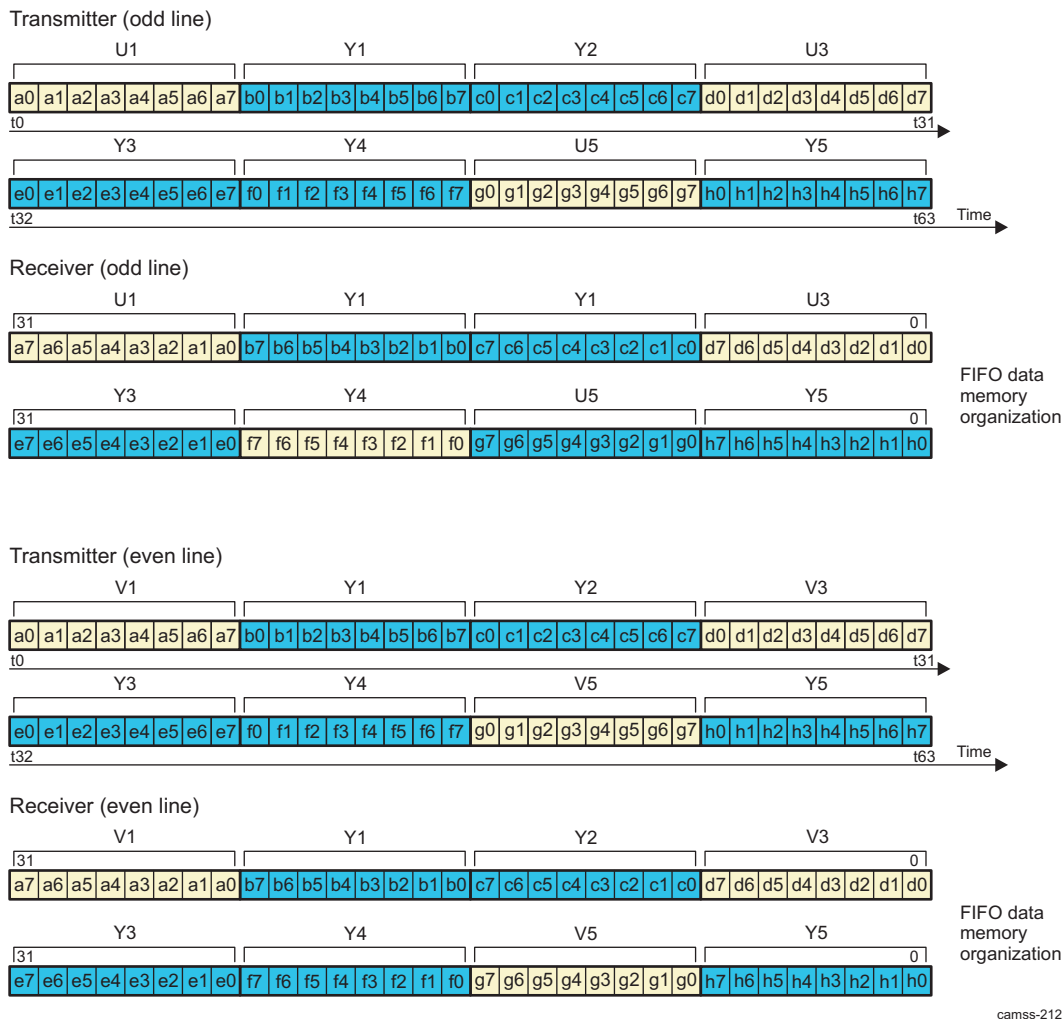 Transmitter (odd line)
U1 Y1 Y2 U3
a0 a1 a2 a3 a4 a5 a6 a7 b0 b1 b2 b3 b4 b5 b6 b7 c0 c1 c2 c3 c4 c5 c6 c7 d0 d1 d2 d3 d4 d5 d6 d7
t0 t31
Y3 Y4 U5 Y5
e0 e1 e2 e3 e4 e5 e6 e7 f0 f1 f2 f3 f4 f5 f6 f7 g0 g1 g2 g3 g4 g5 g6 g7 h0 h1 h2 h3 h4 h5 h6 h7
t32 t63 Time
Receiver (odd line)
U1 Y1 Y1 U3
31 0
a7 a6 a5 a4 a3 a2 a1 a0 b7 b6 b5 b4 b3 b2 b1 b0 c7 c6 c5 c4 c3 c2 c1 c0 d7 d6 d5 d4 d3 d2 d1 d0
FIFO data
memory
organization
Y3 Y4 U5 Y5
31 0
e7 e6 e5 e4 e3 e2 e1 e0 f7 f6 f5 f4 f3 f2 f1 f0 g7 g6 g5 g4 g3 g2 g1 g0 h7 h6 h5 h4 h3 h2 h1 h0
Transmitter (even line)
V1 Y1 Y2 V3
a0 a1 a2 a3 a4 a5 a6 a7 b0 b1 b2 b3 b4 b5 b6 b7 c0 c1 c2 c3 c4 c5 c6 c7 d0 d1 d2 d3 d4 d5 d6 d7
t0 t31
Y3 Y4 V5 Y5
e0 e1 e2 e3 e4 e5 e6 e7 f0 f1 f2 f3 f4 f5 f6 f7 g0 g1 g2 g3 g4 g5 g6 g7 h0 h1 h2 h3 h4 h5 h6 h7
t32 t63 Time
Receiver (even line)
V1 Y1 Y2 V3
31 0
a7 a6 a5 a4 a3 a2 a1 a0 b7 b6 b5 b4 b3 b2 b1 b0 c7 c6 c5 c4 c3 c2 c1 c0 d7 d6 d5 d4 d3 d2 d1 d0
FIFO data
memory
organization
Y3 Y4 V5 Y5
31 0
e7 e6 e5 e4 e3 e2 e1 e0 f7 f6 f5 f4 f3 f2 f1 f0 g7 g6 g5 g4 g3 g2 g1 g0 h7 h6 h5 h4 h3 h2 h1 h0
camss-212